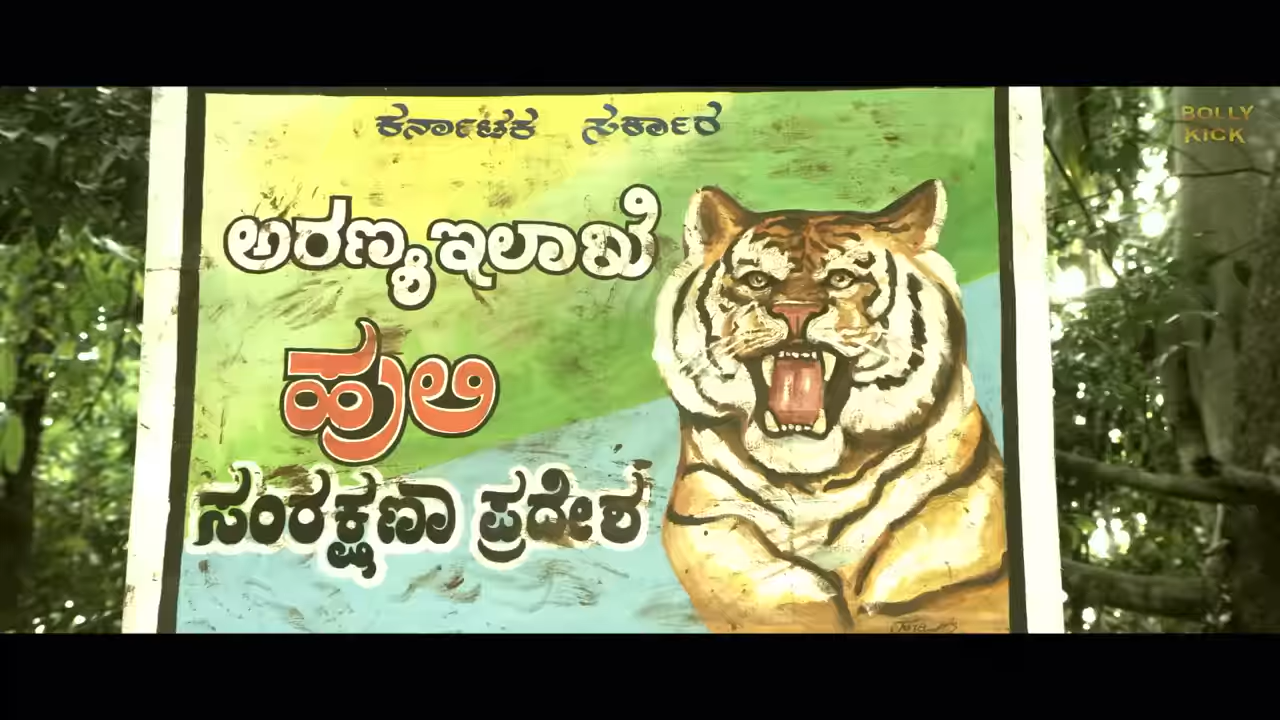 ಕರ್ನಾಟಕ ಸರ್ಕಾರ
BOLLY
KICK
ಅರಣ್ಯ ಇಲಾಖೆ
ಹುಲಿ
ಸಂರಕ್ಷಣಾ ಪ್ರದೇಶ